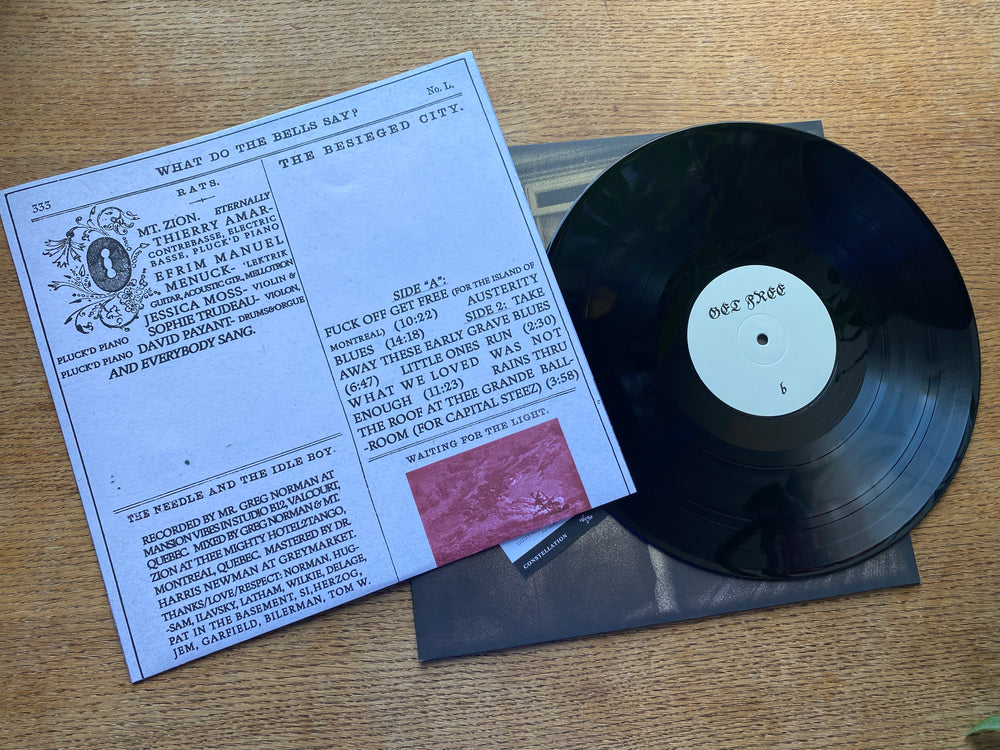 WHAT DO THE BELLS SAY?
No. L.
333
RATS.
MT. ZION. ETERNALLY
THIERRY AMAR-
CONTREBASSE, ELECTRIC
BASSE, PLUCK'D PIANO
EFRIM MANUEL
MENUCK- 'LEKTRIK
GUITAR, ACOUSTIC GTR, MELLOTRON
JESSICA MOSS- VIOLIN &
PLUCK'D PIANO SOPHIE TRUDEAU- VIOLIN,
PLUCK'D PIANO DAVID PAYANT- DRUMS&ORGUE
AND EVERYBODY SANG.
THE NEEDLE AND THE IDLE BOY.
RECORDED BY MR. GREG NORMAN AT
MANSION VIBES IN STUDIO B12, VALCOURT,
QUEBEC. MIXED BY GREG NORMAN & MT.
ZION AT THEE MIGHTY HOTEL2TANGO,
MONTREAL, QUEBEC. MASTERED BY DR.
HARRIS NEWMAN AT GREYMARKET.
THANKS/LOVE/RESPECT: NORMAN. HUG-
-SAM, ILAVSKY, LATHAM, WILKIE, DELAGE,
PAT IN THE BASEMENT, SI, HERZOG,
JEM, GARFIELD, BILERMAN, TOM W.
THE BESIEGED CITY.
SIDE "A":
FUCK OFF GET FREE (FOR THE ISLAND OF
MONTREAL) (10:22) AUSTERITY
BLUES (14:18) SIDE 2: TAKE
AWAY THESE EARLY GRAVE BLUES
(6:47) LITTLE ONES RUN (2:30)
WHAT WE LOVED WAS NOT
ENOUGH (11:23) RAINS THRU
THE ROOF AT THEE GRANDE BALL-
-ROOM (FOR CAPITAL STEEZ) (3:58)
WAITING FOR THE LIGHT.
CONSTELLATION
GET FREE
b